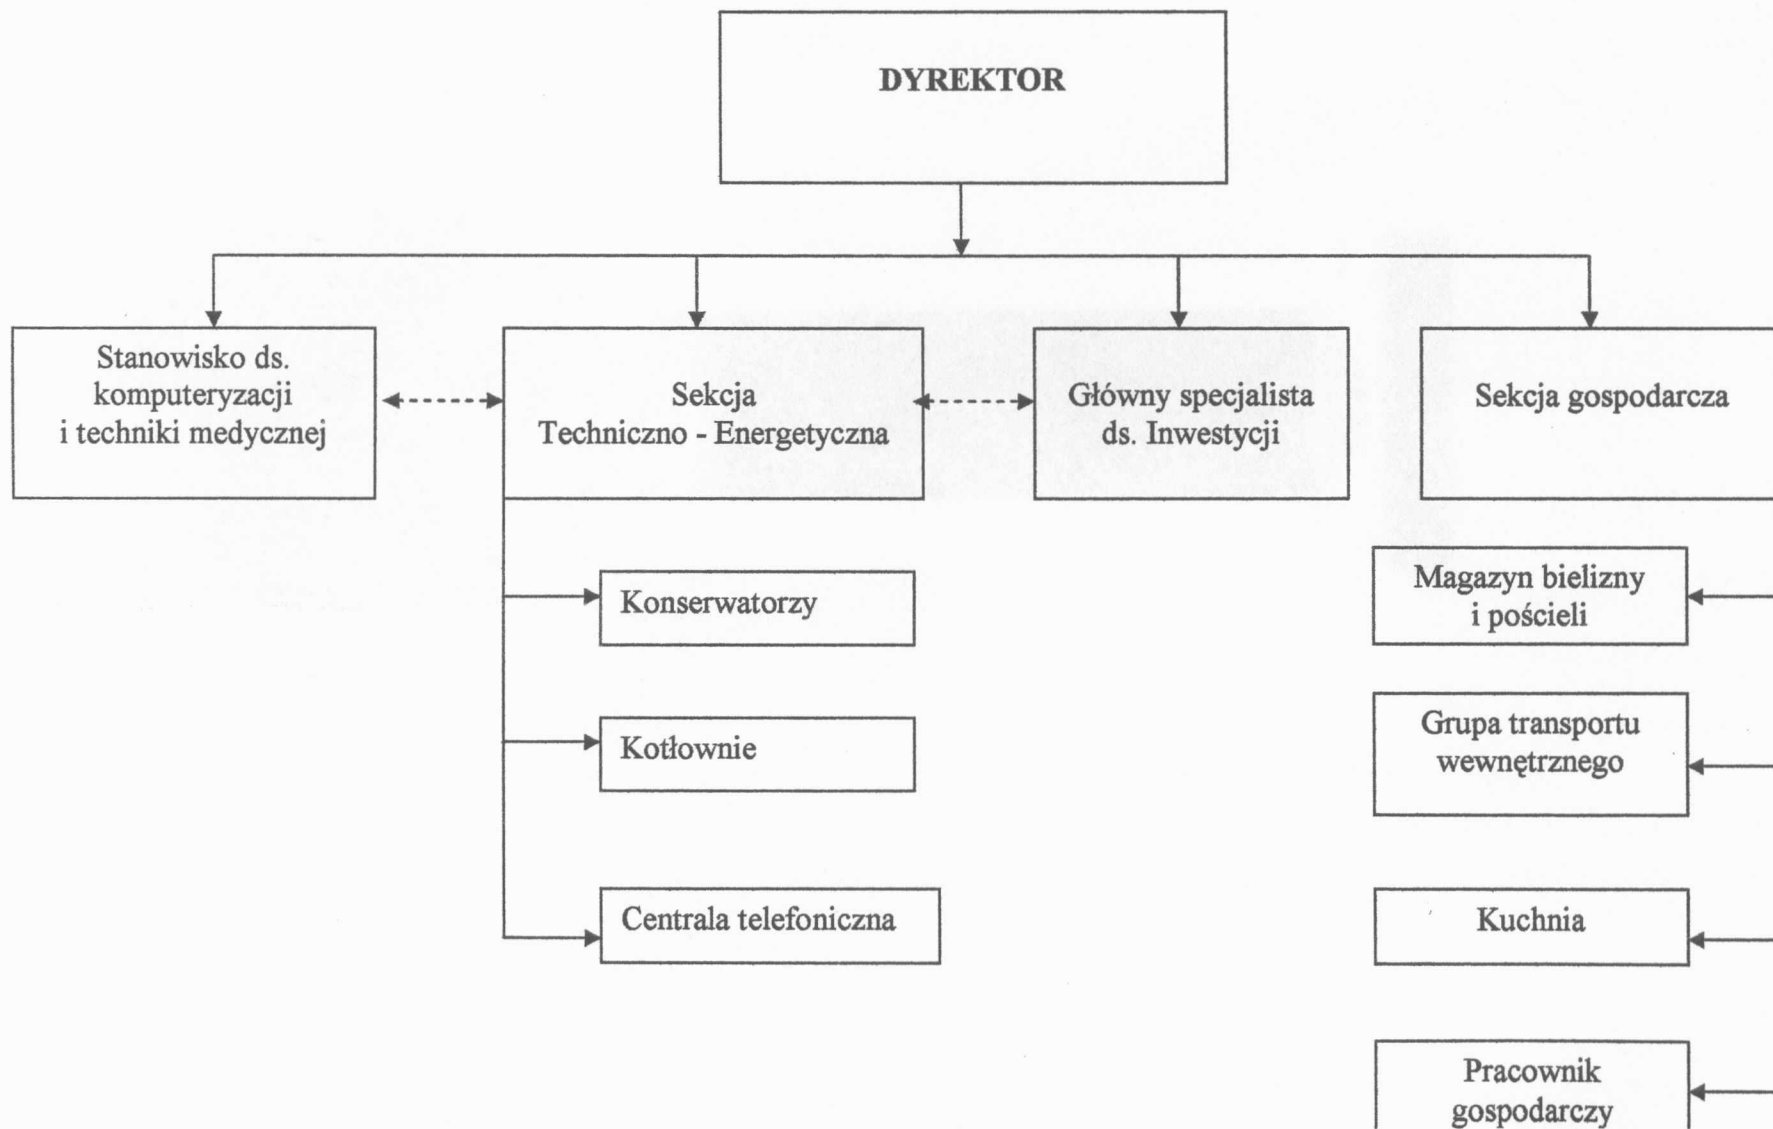 DYREKTOR
Stanowisko ds.
komputeryzacji
i techniki medycznej
Sekcja
Techniczno - Energetyczna
Główny specjalista
ds. Inwestycji
Sekcja gospodarcza
Konserwatorzy
Kotłownie
Centrala telefoniczna
Magazyn bielizny
i pościeli
Grupa transportu
wewnętrznego
Kuchnia
Pracownik
gospodarczy